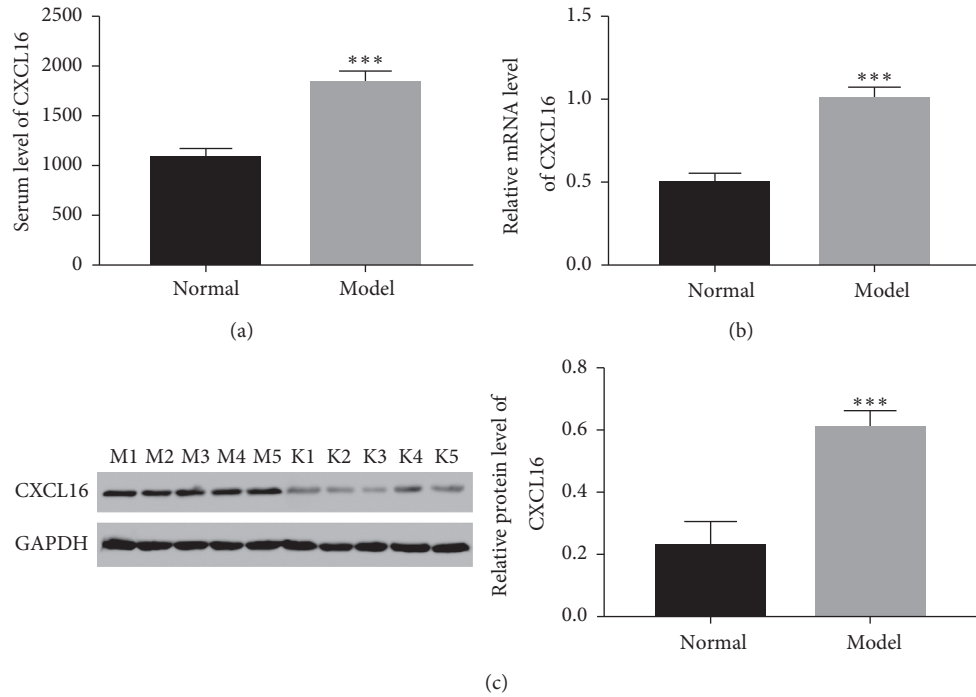 Serum level of CXCL16
2500
2000
1500
1000
500
0
***
Normal Model
(a)
Relative mRNA level
of CXCL16
1.5
1.0
0.5
0.0
***
Normal Model
(b)
M1 M2 M3 M4 M5 K1 K2 K3 K4 K5
CXCL16
GAPDH
Relative protein level of
CXCL16
0.8
0.6
0.4
0.2
0.0
***
Normal Model
(c)